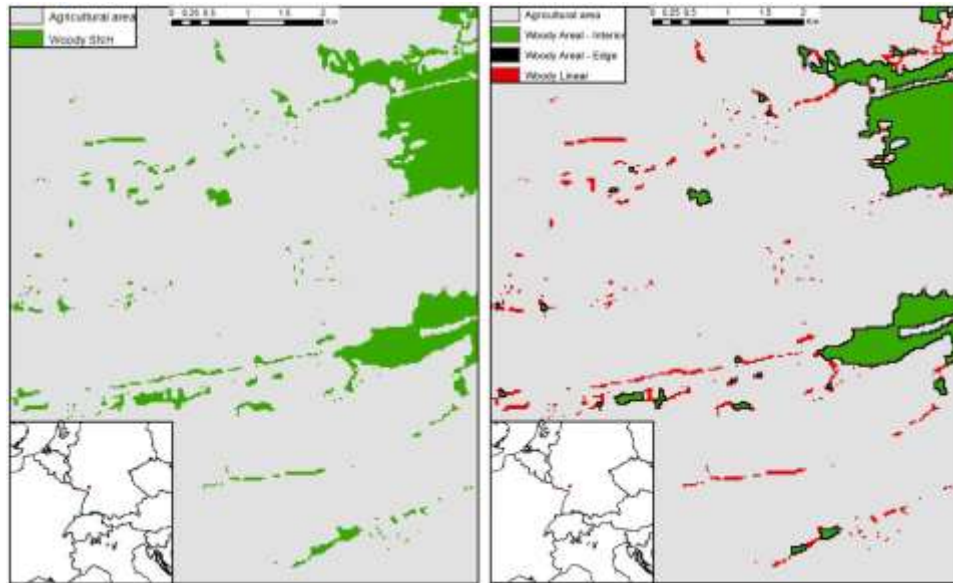 Agricultural area
Woody SNH
0 0.25 0.5 1 1.5 2
Km
Agricultural area
Woody Areal - Interior
Woody Areal - Edge
Woody Linear
0 0.25 0.5 1 1.5 2
Km